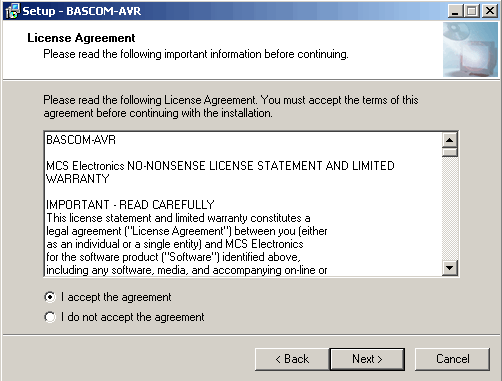 Setup - BASCOM-AVR
License Agreement
Please read the following important information before continuing.
Please read the following License Agreement. You must accept the terms of this
agreement before continuing with the installation.
BASCOM-AVR
MCS Electronics NO-NONSENSE LICENSE STATEMENT AND LIMITED
WARRANTY
IMPORTANT - READ CAREFULLY
This license statement and limited warranty constitutes a
legal agreement ("License Agreement") between you (either
as an individual or a single entity) and MCS Electronics
for the software product ("Software") identified above,
including any software, media, and accompanying on-line or
I accept the agreement
I do not accept the agreement
< Back Next > Cancel